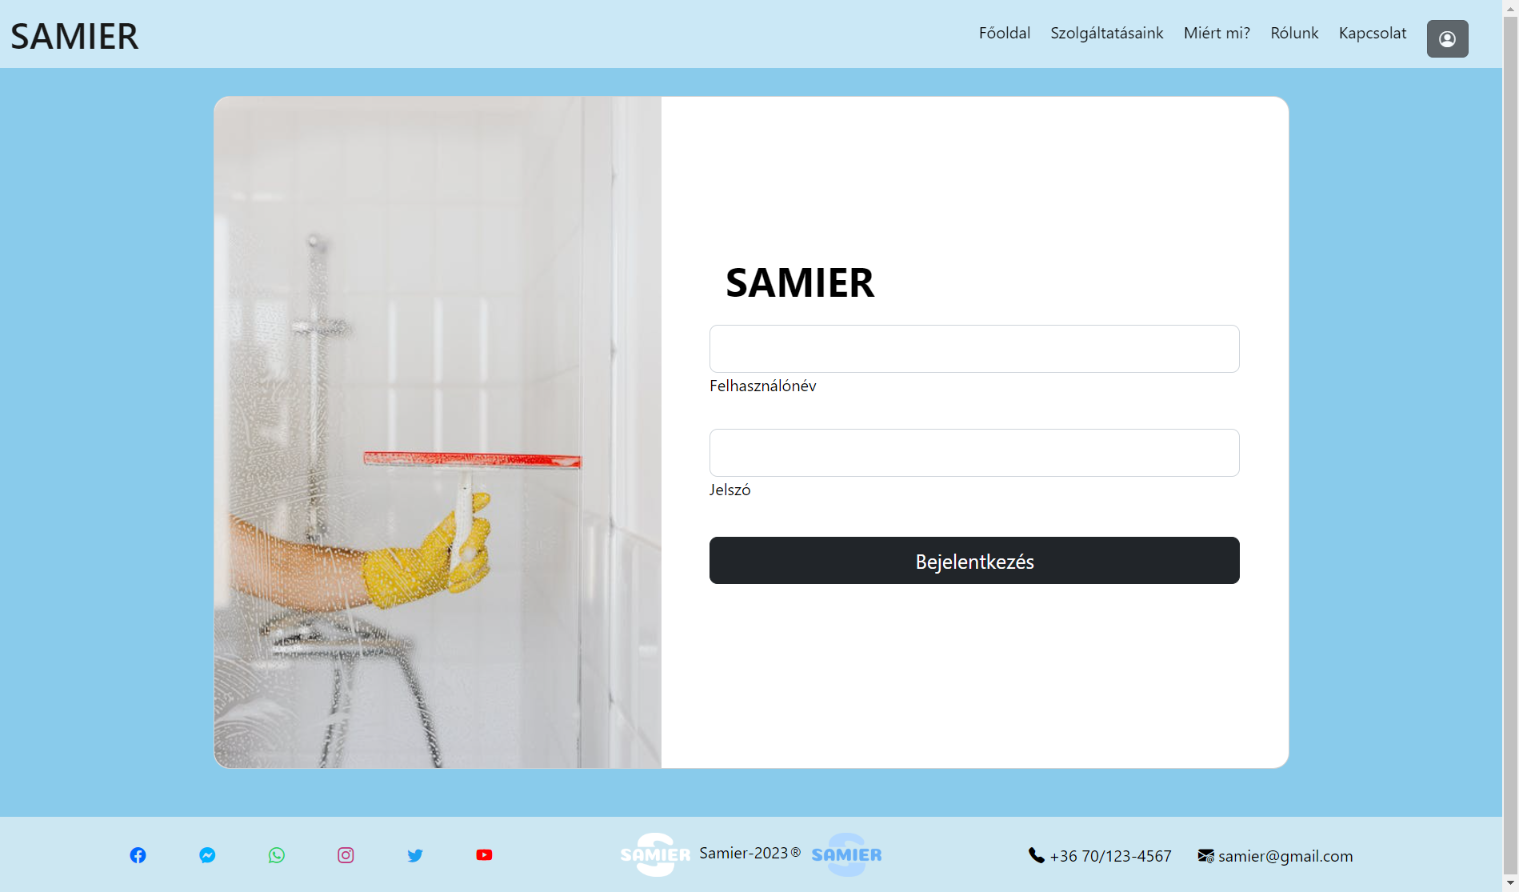 SAMIER
Főoldal Szolgáltatásaink Miért mi? Rólunk Kapcsolat
SAMIER
Felhasználónév
Jelszó
Bejelentkezés
SAMIER Samier-2023® SAMIER
+36 70/123-4567 samier@gmail.com